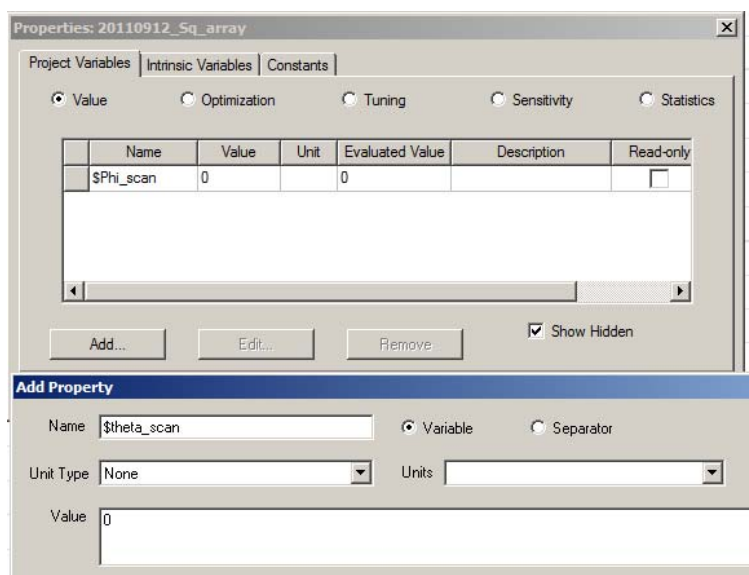 Properties: 20110912_Sq_array
Project Variables Intrinsic Variables Constants
Value Optimization Tuning Sensitivity Statistics
Name Value Unit Evaluated Value Description Read-only
$Phi_scan 0 0
Add... Edit... Remove Show Hidden
Add Property
Name $theta_scan Variable Separator
Unit Type None Units
Value 0